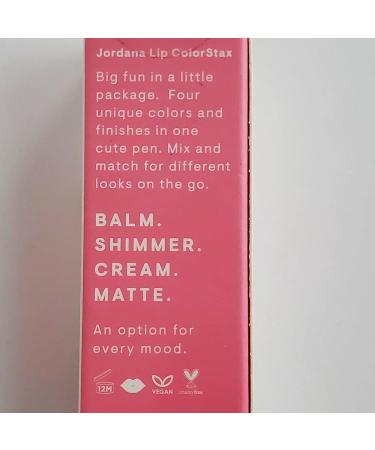 Jordana Lip ColorStax
Big fun in a little
package. Four
unique colors and
finishes in one
cute pen. Mix and
match for different
looks on the go.
BALM.
SHIMMER.
CREAM.
MATTE.
An option for
every mood.
12M VEGAN crueltyfree